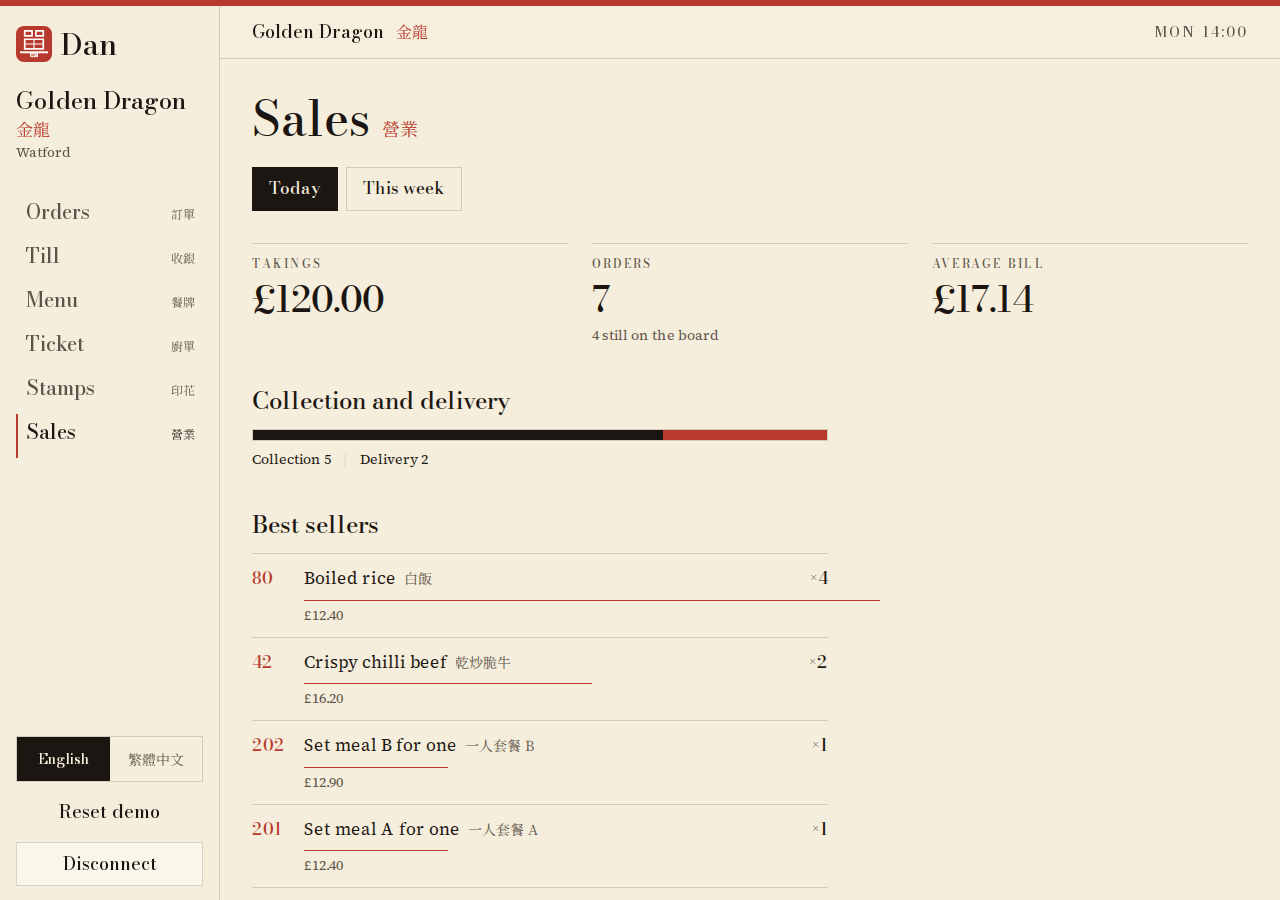 Dan
Golden Dragon
金龍
Watford
Orders 訂單
Till 收銀
Menu 餐牌
Ticket 廚單
Stamps 印花
Sales 營業
English 繁體中文
Reset demo
Disconnect
Golden Dragon 金龍
MON 14:00
Sales 營業
Today This week
TAKINGS
£120.00
ORDERS
7
4 still on the board
AVERAGE BILL
£17.14
Collection and delivery
Collection 5 | Delivery 2
Best sellers
80 Boiled rice 白飯 ×4
£12.40
42 Crispy chilli beef 乾炒脆牛 ×2
£16.20
202 Set meal B for one 一人套餐 B ×1
£12.90
201 Set meal A for one 一人套餐 A ×1
£12.40